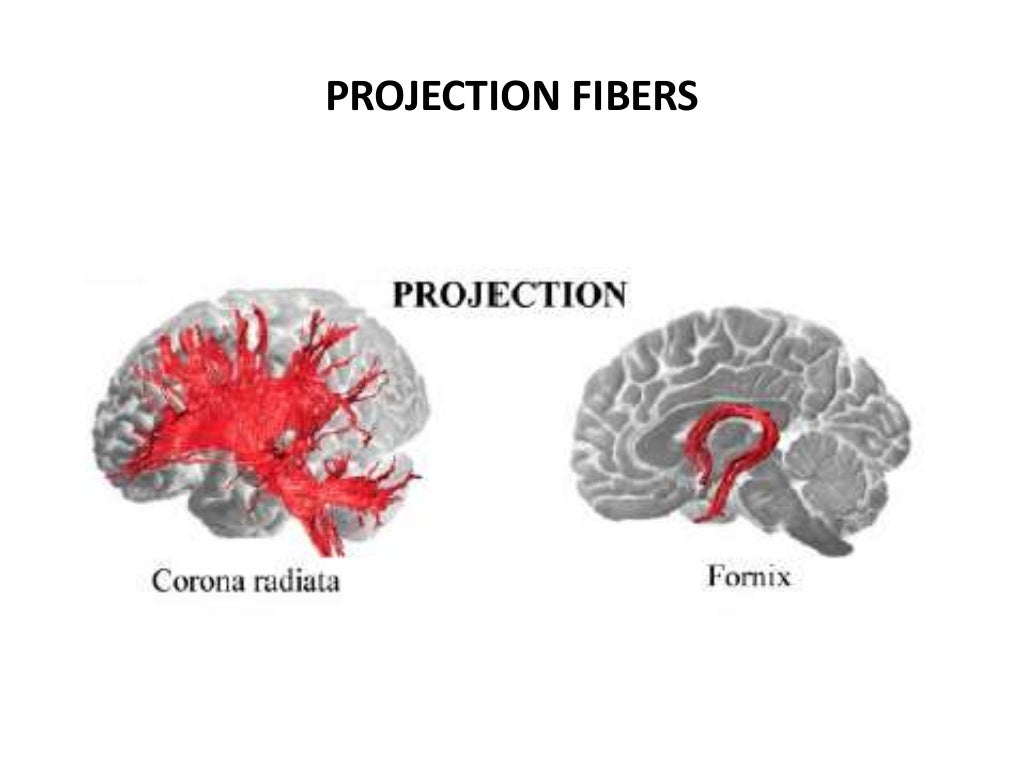 PROJECTION FIBERS
PROJECTION
Corona radiata
Fornix